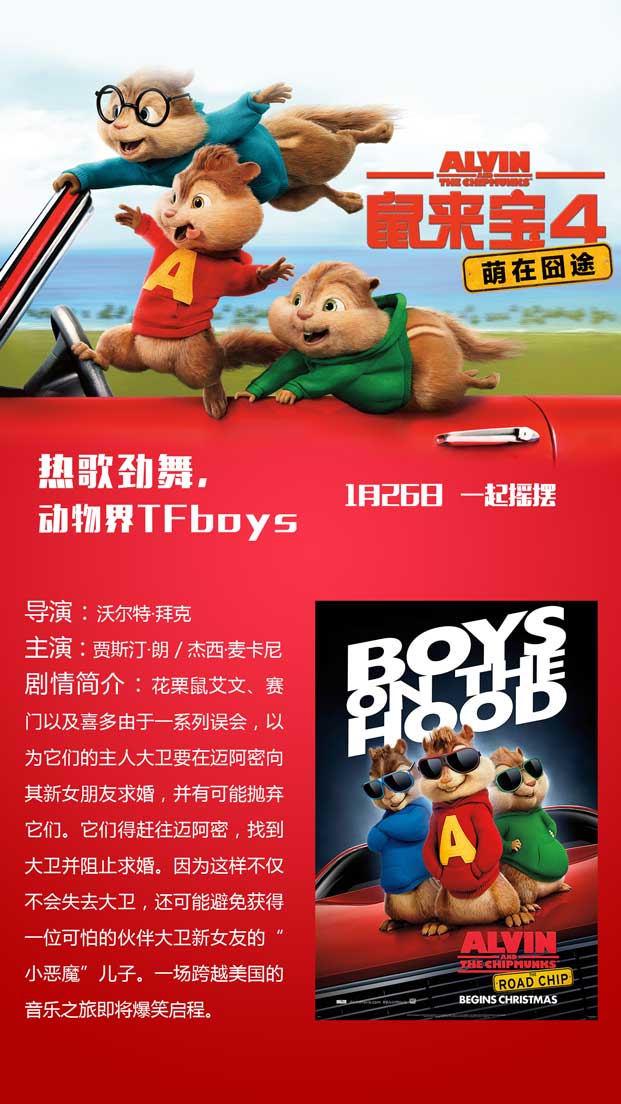 ALVIN
AND
THE CHIPMUNKS
鼠来宝4
萌在囧途
A
热歌劲舞，
动物界TFboys
1月26日 一起摇摆
导演：沃尔特·拜克
主演：贾斯汀·朗 / 杰西·麦卡尼
剧情简介：花栗鼠艾文、赛
门以及喜多由于一系列误会，以
为它们的主人大卫要在迈阿密向
其新女朋友求婚，并有可能抛弃
它们。它们得赶往迈阿密，找到
大卫并阻止求婚。因为这样不仅
不会失去大卫，还可能避免获得
一位可怕的伙伴大卫新女友的“
小恶魔”儿子。一场跨越美国的
音乐之旅即将爆笑启程。
BOYS
ON THE
HOOD
A
ALVIN
AND
THE CHIPMUNKS
THE
ROAD CHIP
BEGINS CHRISTMAS